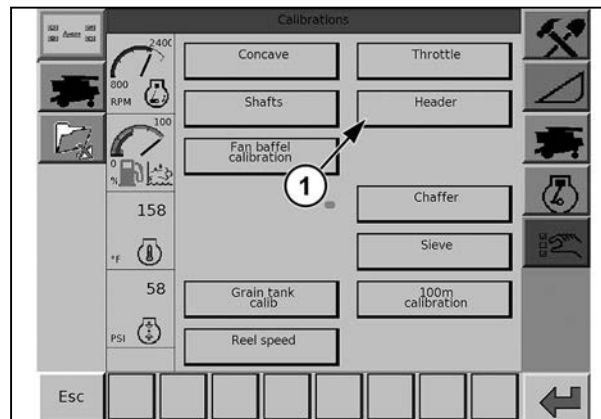 Calibrations
Auto
2400
800
RPM
100
0
%
158
°F
58
PSI
Concave
Throttle
Shafts
Header
Fan baffel
calibration
1
Chaffer
Sieve
Grain tank
calib
100m
calibration
Reel speed
Esc